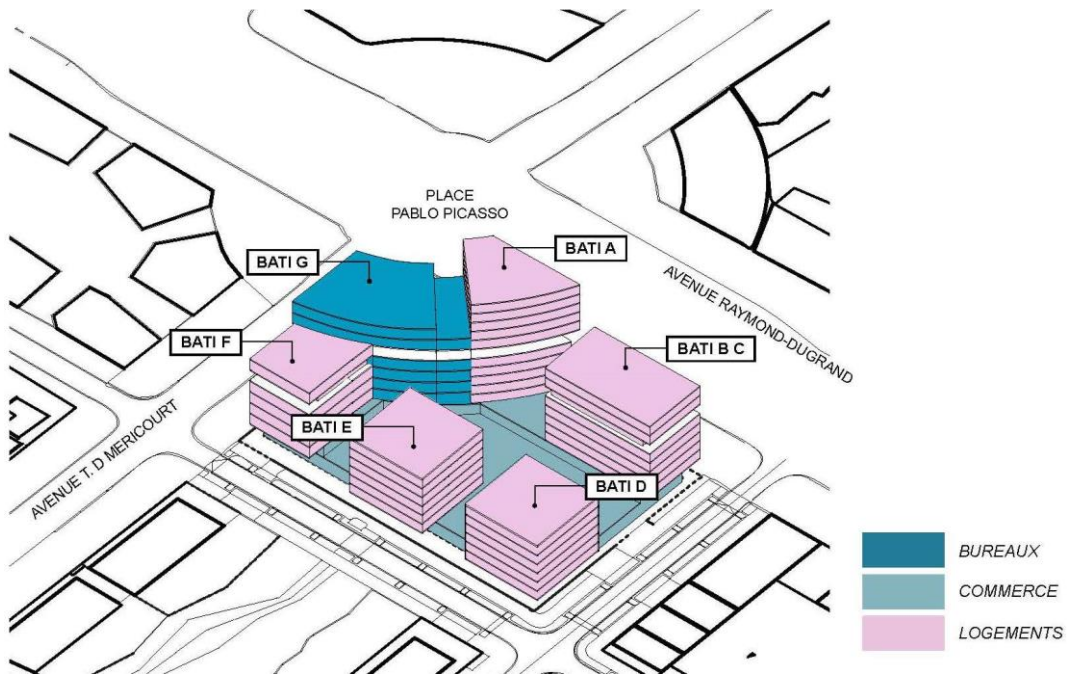 PLACE
PABLO PICASSO
BATI A
BATI G
AVENUE RAYMOND-DUGRAND
BATI F
BATI B C
BATI E
AVENUE T. D MERICOURT
BATI D
BUREAUX
COMMERCE
LOGEMENTS